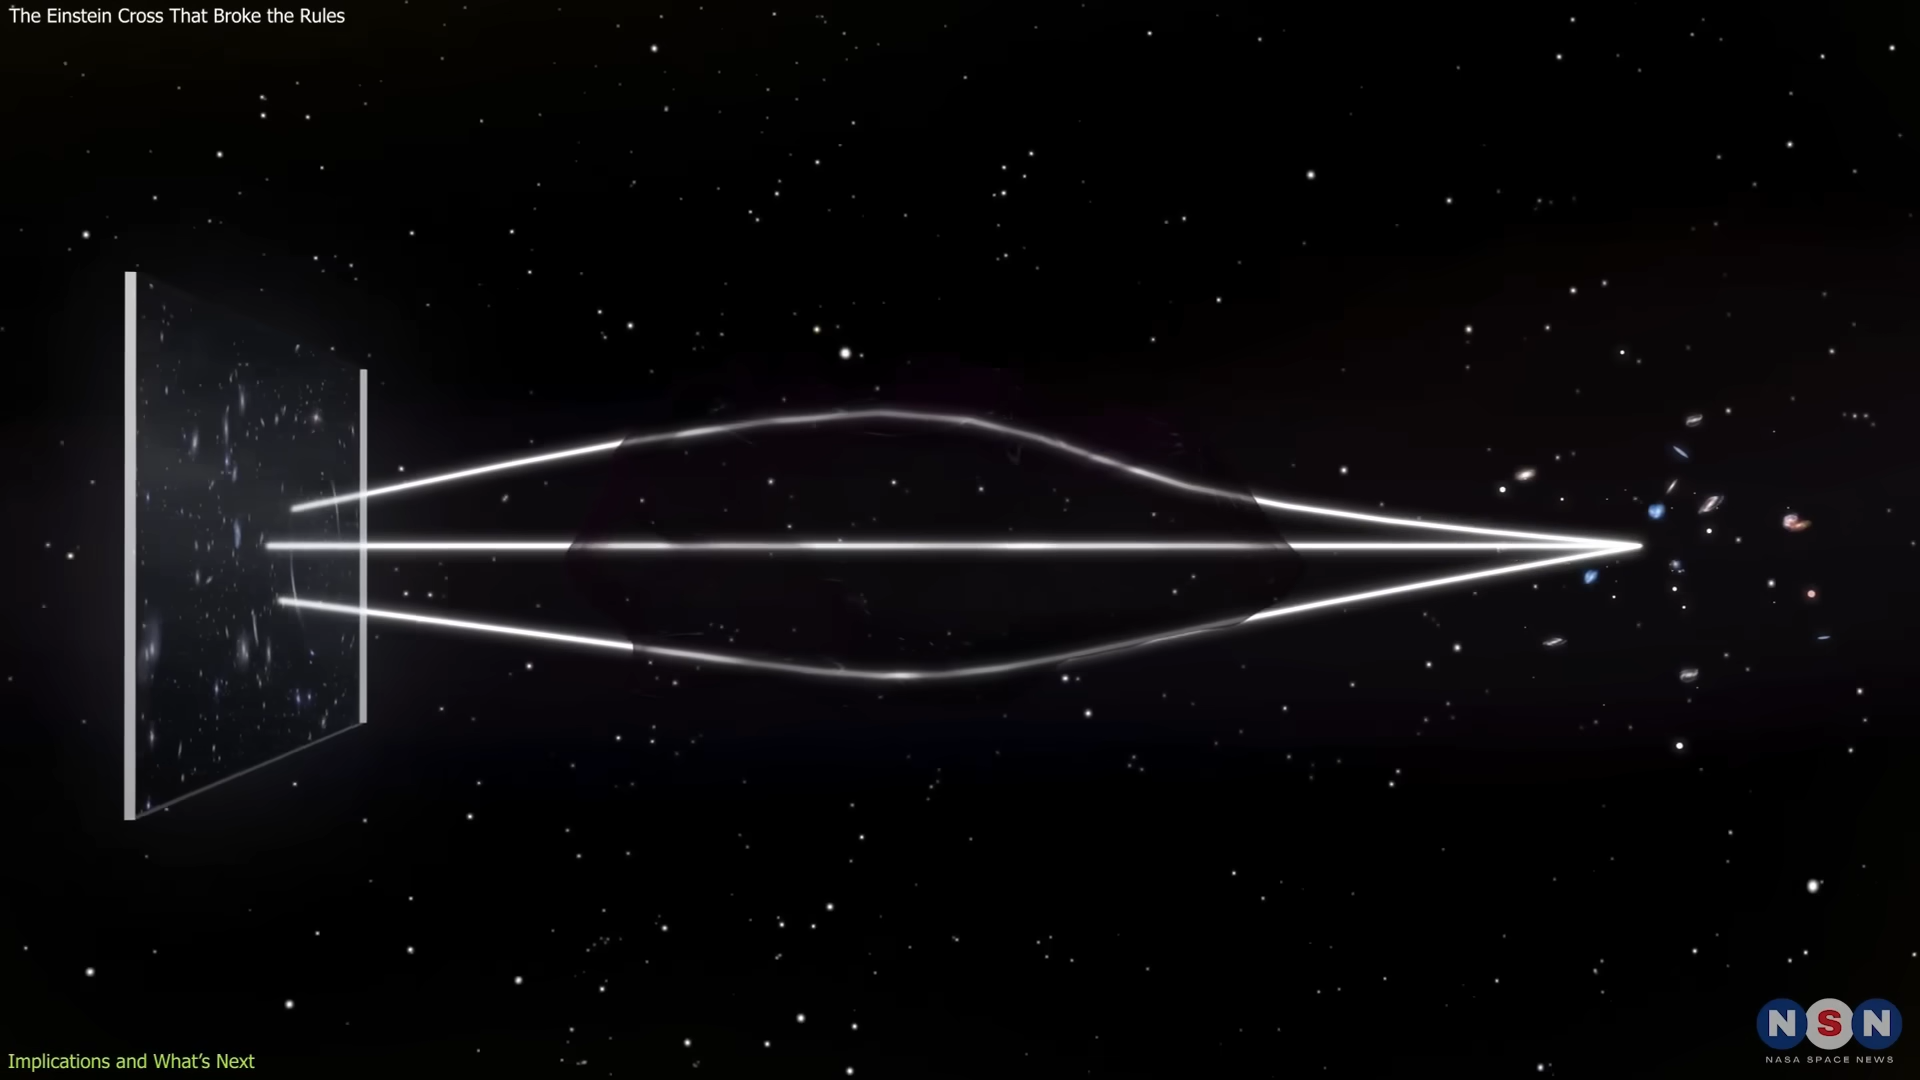 The Einstein Cross That Broke the Rules
Implications and What's Next
NSN
NASA SPACE NEWS